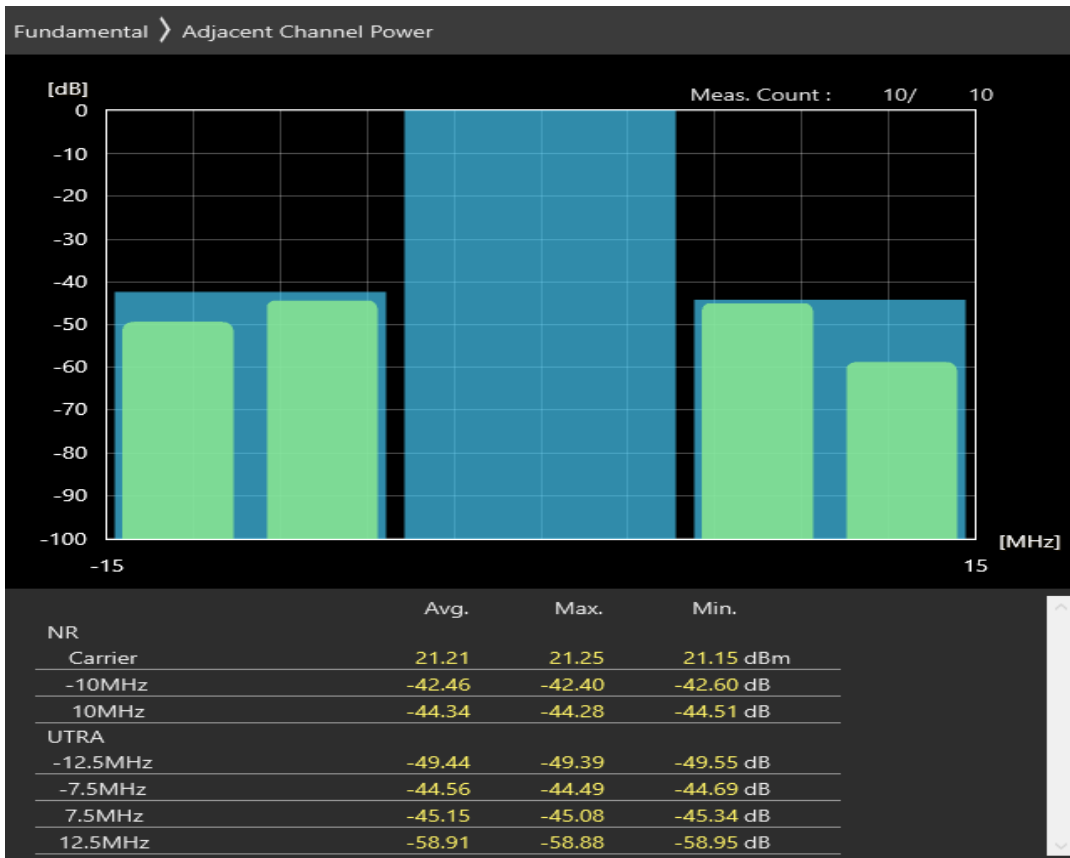 Fundamental 》 Adjacent Channel Power
[dB]
Meas. Count : 10/ 10
0
-10
-20
-30
-40
-50
-60
-70
-80
-90
-100
[MHz]
-15 15
Avg. Max. Min.
NR
Carrier 21.21 21.25 21.15 dBm
-10MHz -42.46 -42.40 -42.60 dB
10MHz -44.34 -44.28 -44.51 dB
UTRA
-12.5MHz -49.44 -49.39 -49.55 dB
-7.5MHz -44.56 -44.49 -44.69 dB
7.5MHz -45.15 -45.08 -45.34 dB
12.5MHz -58.91 -58.88 -58.95 dB